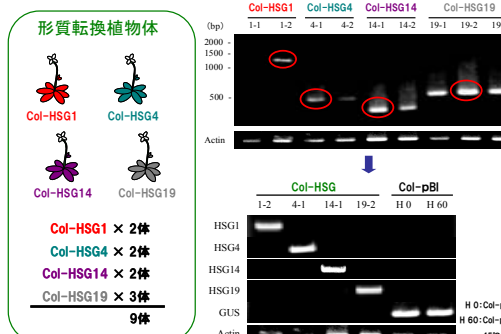 形質転換植物体
Col-HSG1
Col-HSG4
Col-HSG14
Col-HSG19
Col-HSG1 × 2体
Col-HSG4 × 2体
Col-HSG14 × 2体
Col-HSG19 × 3体
9体
Col-HSG1 Col-HSG4 Col-HSG14 Col-HSG19
(bp) 1-1 1-2 4-1 4-2 14-1 14-2 19-1 19-2
2000 -
1500 -
1000 -
500 -
Actin
Col-HSG Col-pBI
1-2 4-1 14-1 19-2 H 0 H 60
HSG1
HSG4
HSG14
HSG19
GUS
H 0:Col-p
H 60:Col-p
Actin